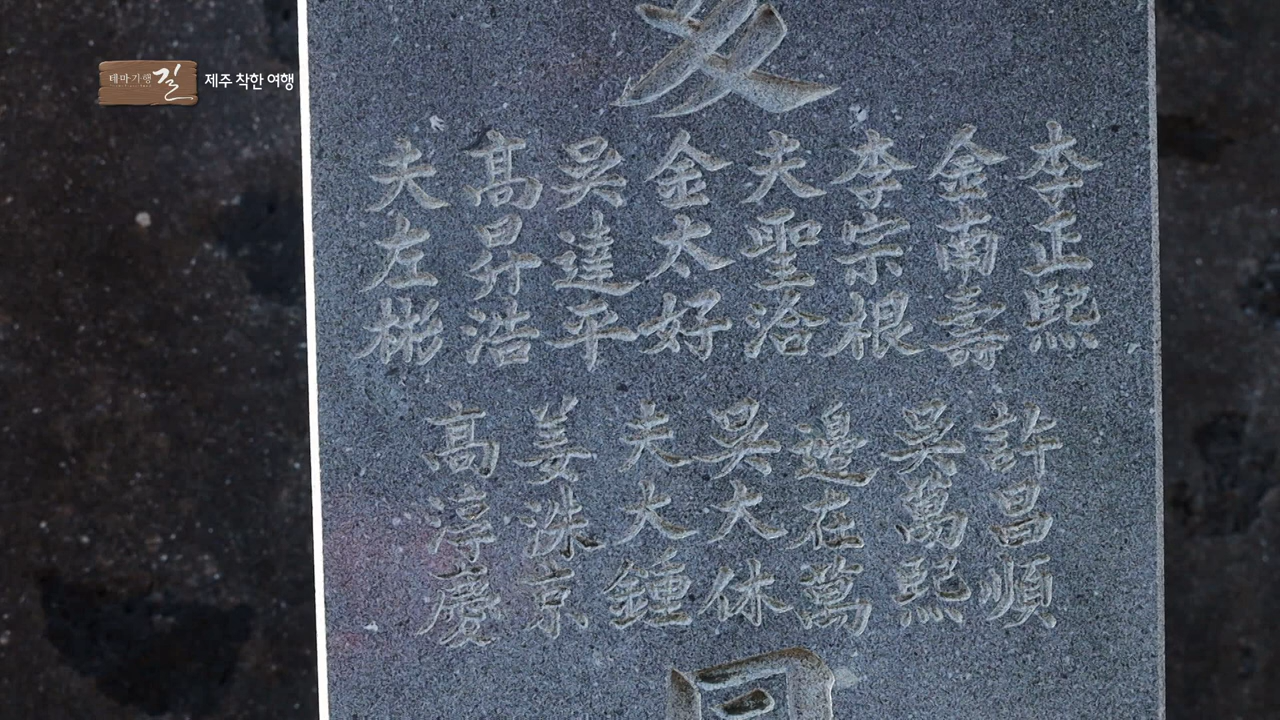 테마기행 길 제주 착한 여행
李正熙
金南壽
李宗根
夫聖洽
金太好
吳達平
高昇浩
夫左彬
許昌順
吳萬熙
邊在萬
吳大休
夫大鍾
姜洙京
高淳慶